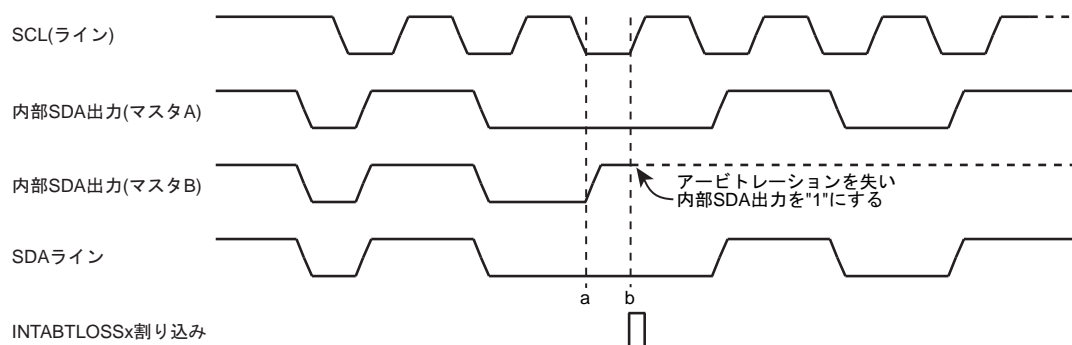 SCL(ライン)
内部SDA出力(マスタA)
内部SDA出力(マスタB)
アービトレーションを失い
内部SDA出力を"1"にする
SDAライン
a
b
INTABTLOSSx割り込み